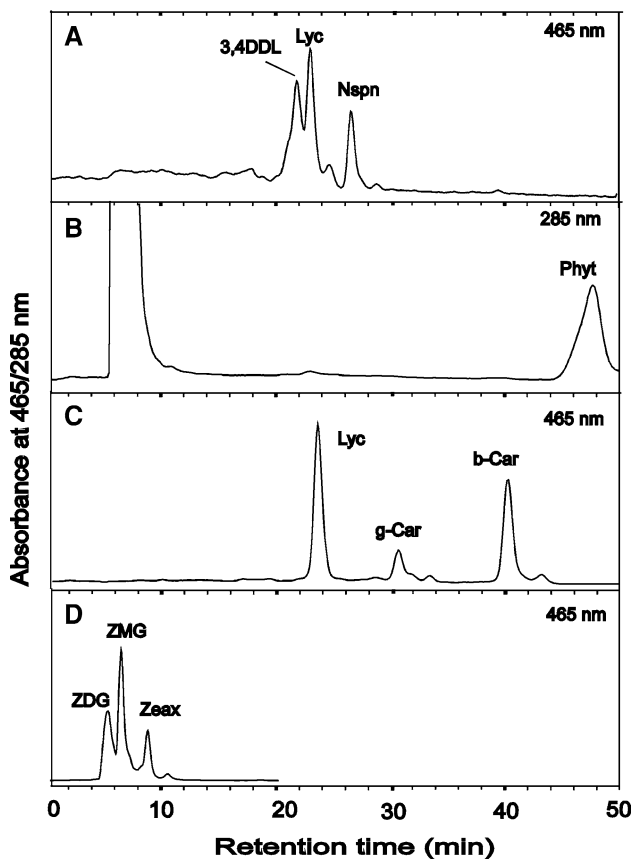 A
465 nm
3,4DDL
Lyc
Nspn
B
285 nm
Phyt
C
465 nm
Lyc
g-Car
b-Car
D
465 nm
ZDG
ZMG
Zeax
Absorbance at 465/285 nm
0 10 20 30 40 50
Retention time (min)